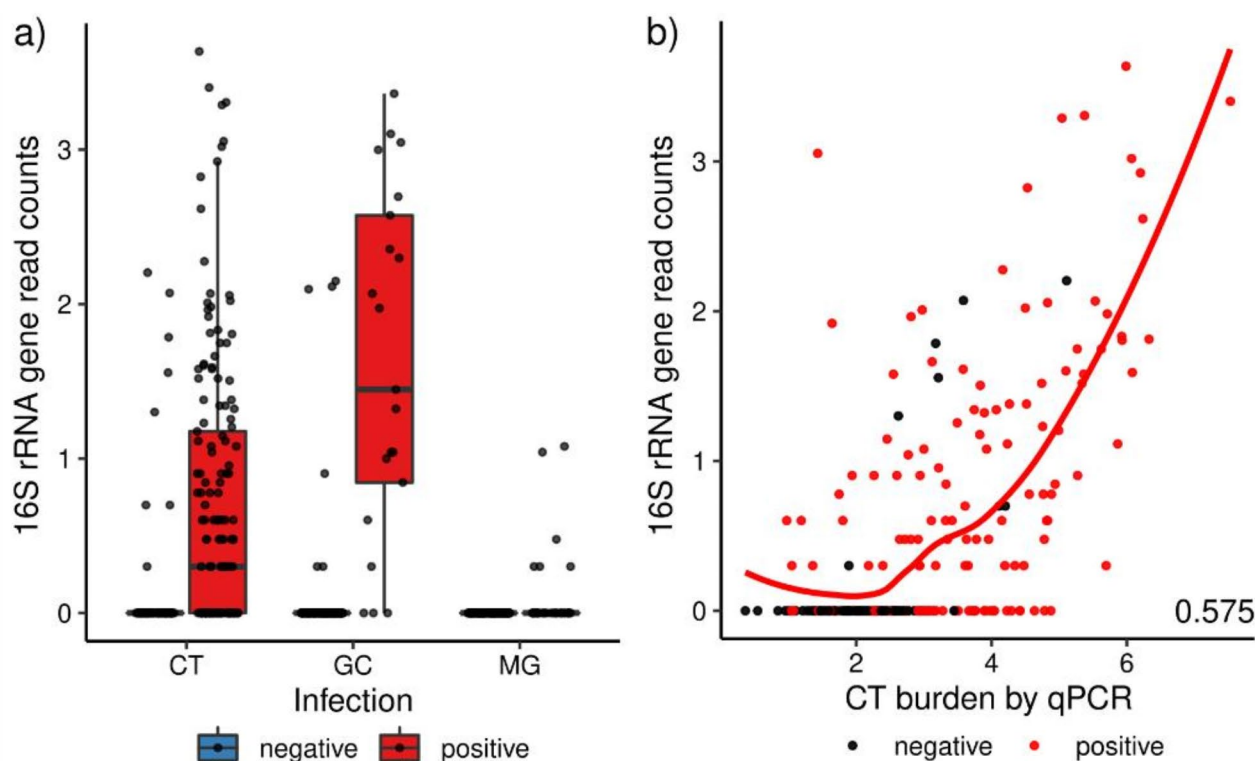 a)
16S rRNA gene read counts
3
2
1
0
CT GC MG
Infection
negative positive
b)
16S rRNA gene read counts
3
2
1
0
0.575
2 4 6
CT burden by qPCR
negative positive